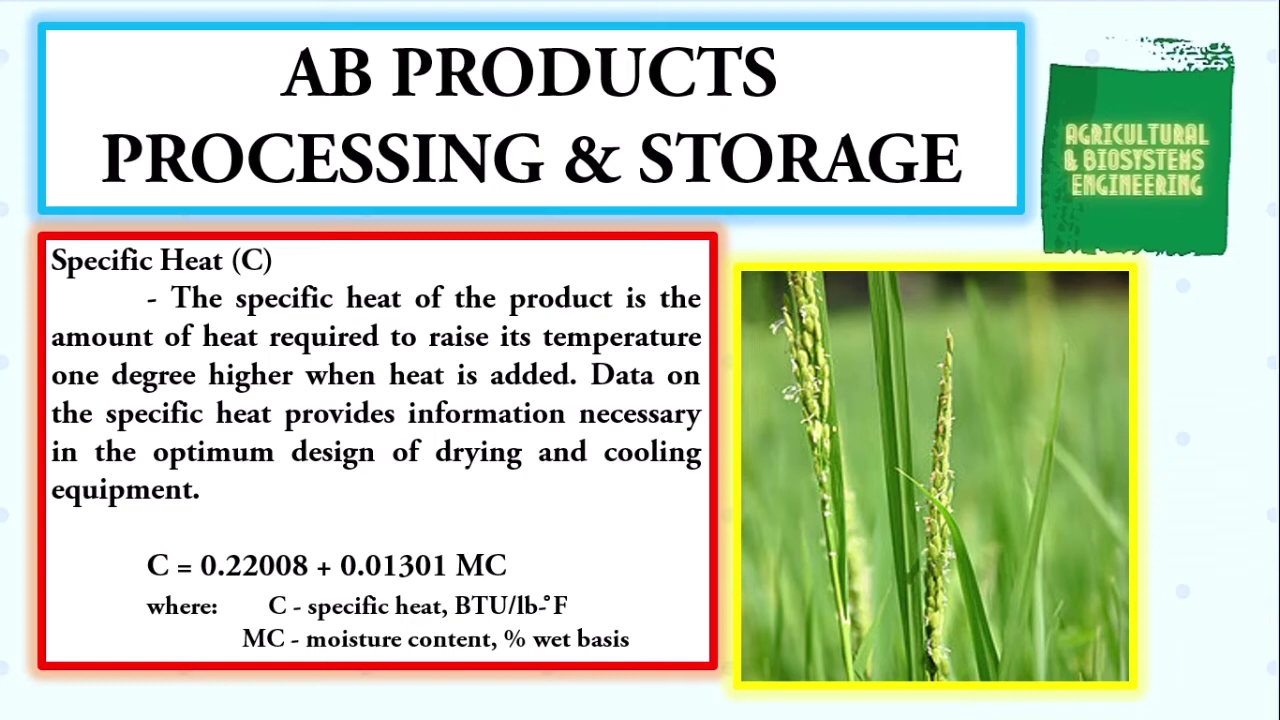 AB PRODUCTS
PROCESSING & STORAGE
AGRICULTURAL
& BIOSYSTEMS
ENGINEERING
Specific Heat (C)
- The specific heat of the product is the
amount of heat required to raise its temperature
one degree higher when heat is added. Data on
the specific heat provides information necessary
in the optimum design of drying and cooling
equipment.
C = 0.22008 + 0.01301 MC
where: C - specific heat, BTU/lb-°F
MC - moisture content, % wet basis